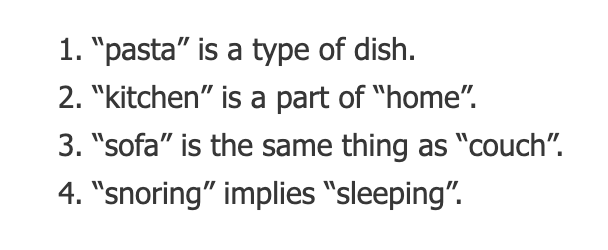 1. “pasta” is a type of dish.
2. “kitchen” is a part of “home”.
3. “sofa” is the same thing as “couch”.
4. “snoring” implies “sleeping”.